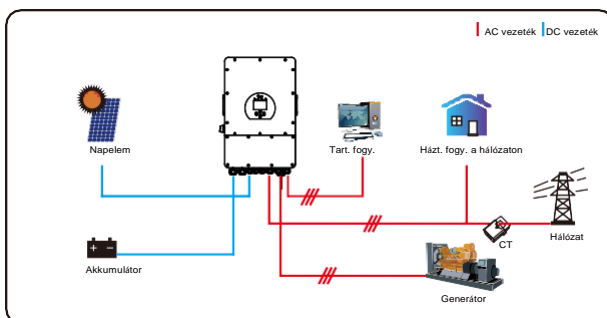 AC vezeték DC vezeték
Napelem
Tart. fogy.
Házt. fogy. a hálózaton
CT
Hálózat
Akkumulátor
Generátor